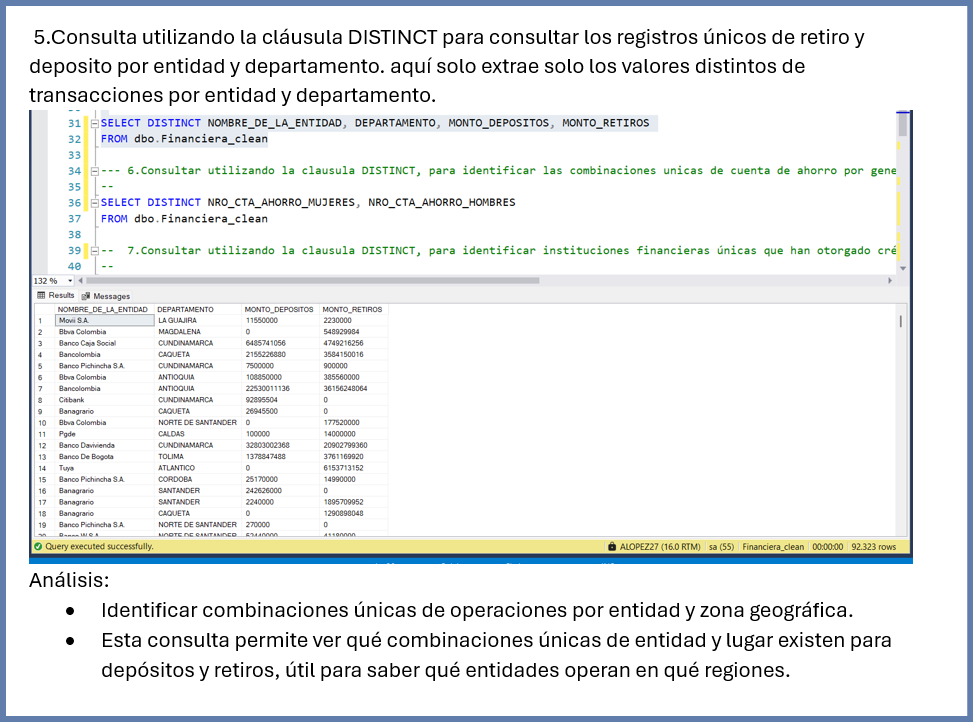 5.Consulta utilizando la cláusula DISTINCT para consultar los registros únicos de retiro y
deposito por entidad y departamento. aquí solo extrae solo los valores distintos de
transacciones por entidad y departamento.
31 SELECT DISTINCT NOMBRE_DE_LA_ENTIDAD, DEPARTAMENTO, MONTO_DEPOSITOS, MONTO_RETIROS
32 FROM dbo.Financiera_clean
33
34 --- 6.Consultar utilizando la clausula DISTINCT, para identificar las combinaciones unicas de cuenta de ahorro por gene
35 --
36 SELECT DISTINCT NRO_CTA_AHORRO_MUJERES, NRO_CTA_AHORRO_HOMBRES
37 FROM dbo.Financiera_clean
38
39 -- 7.Consultar utilizando la clausula DISTINCT, para identificar instituciones financieras únicas que han otorgado cré
40 --
132 %
Results Messages
NOMBRE_DE_LA_ENTIDAD DEPARTAMENTO MONTO_DEPOSITOS MONTO_RETIROS
1 Movii S.A. LA GUAJIRA 11550000 2230000
2 Bbva Colombia MAGDALENA 0 548929984
3 Banco Caja Social CUNDINAMARCA 6485741056 4749216256
4 Bancolombia CAQUETA 2155226880 3584150016
5 Banco Pichincha S.A. CUNDINAMARCA 7500000 900000
6 Bbva Colombia ANTIOQUIA 108850000 385560000
7 Bancolombia ANTIOQUIA 22530011136 36156248064
8 Citibank CUNDINAMARCA 92895504 0
9 Banagrario CAQUETA 26945500 0
10 Bbva Colombia NORTE DE SANTANDER 0 177520000
11 Pgde CALDAS 100000 14000000
12 Banco Davivienda CUNDINAMARCA 32803002368 20902799360
13 Banco De Bogota TOLIMA 1378847488 3761169920
14 Tuya ATLANTICO 0 6153713152
15 Banco Pichincha S.A. CORDOBA 25170000 14990000
16 Banagrario SANTANDER 242626000 0
17 Banagrario SANTANDER 2240000 1895709952
18 Banagrario CAQUETA 0 1290898048
19 Banco Pichincha S.A. NORTE DE SANTANDER 270000 0
20 Banco W S.A. NORTE DE SANTANDER 52440000 41180000
Query executed successfully. ALOPEZ27 (16.0 RTM) sa (55) Financiera_clean 00:00:00 92.323 rows
Análisis:
● Identificar combinaciones únicas de operaciones por entidad y zona geográfica.
● Esta consulta permite ver qué combinaciones únicas de entidad y lugar existen para
depósitos y retiros, útil para saber qué entidades operan en qué regiones.